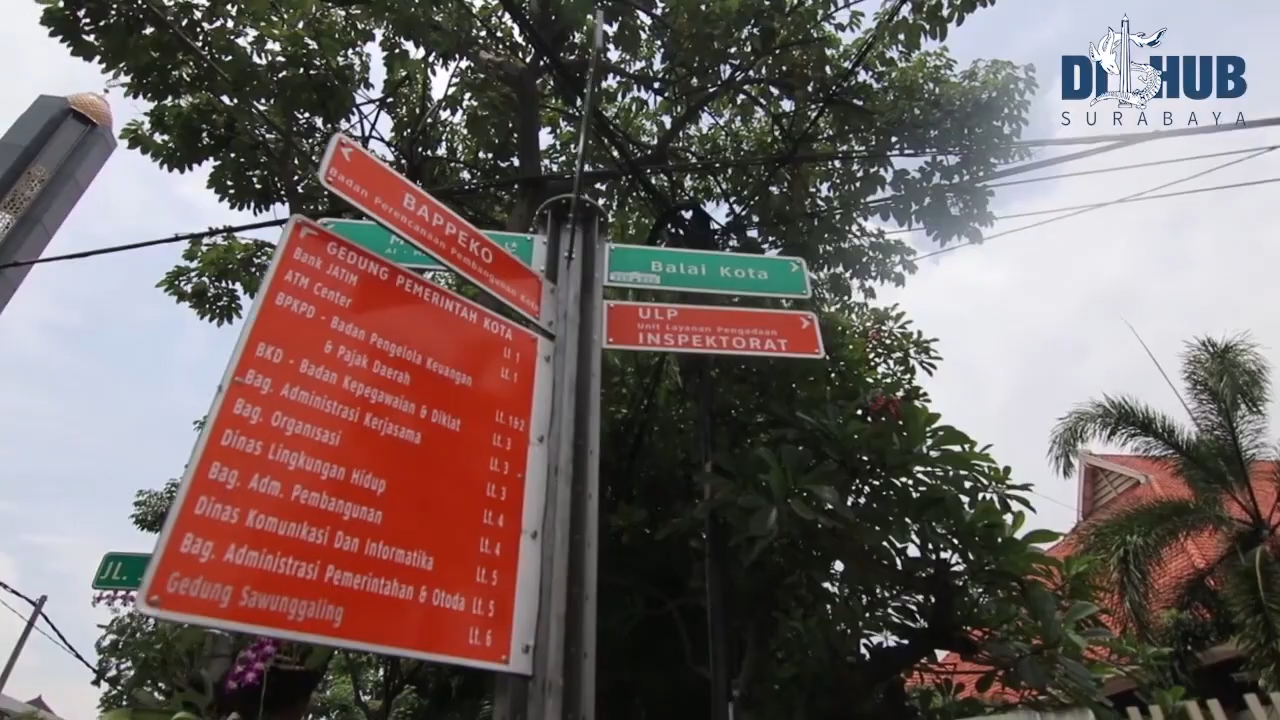 DISHUB
SURABAYA
BAPPEKO
Badan Perencanaan Pembangunan Kota
Balai Kota
ULP
Unit Layanan Pengadaan
INSPEKTORAT
GEDUNG PEMERINTAH KOTA
Bank JATIM Lt 1
ATM Center Lt. 1
BPKPD - Badan Pengelola Keuangan
& Pajak Daerah Lt. 1&2
BKD - Badan Kepegawaian & Diklat Lt. 3
Bag. Administrasi Kerjasama Lt. 3
Bag. Organisasi Lt. 3
Dinas Lingkungan Hidup Lt. 4
Bag. Adm. Pembangunan Lt. 4
Dinas Komunikasi Dan Informatika Lt. 5
Bag. Administrasi Pemerintahan & Otoda Lt. 5
Gedung Sawunggaling Lt. 6
JL.